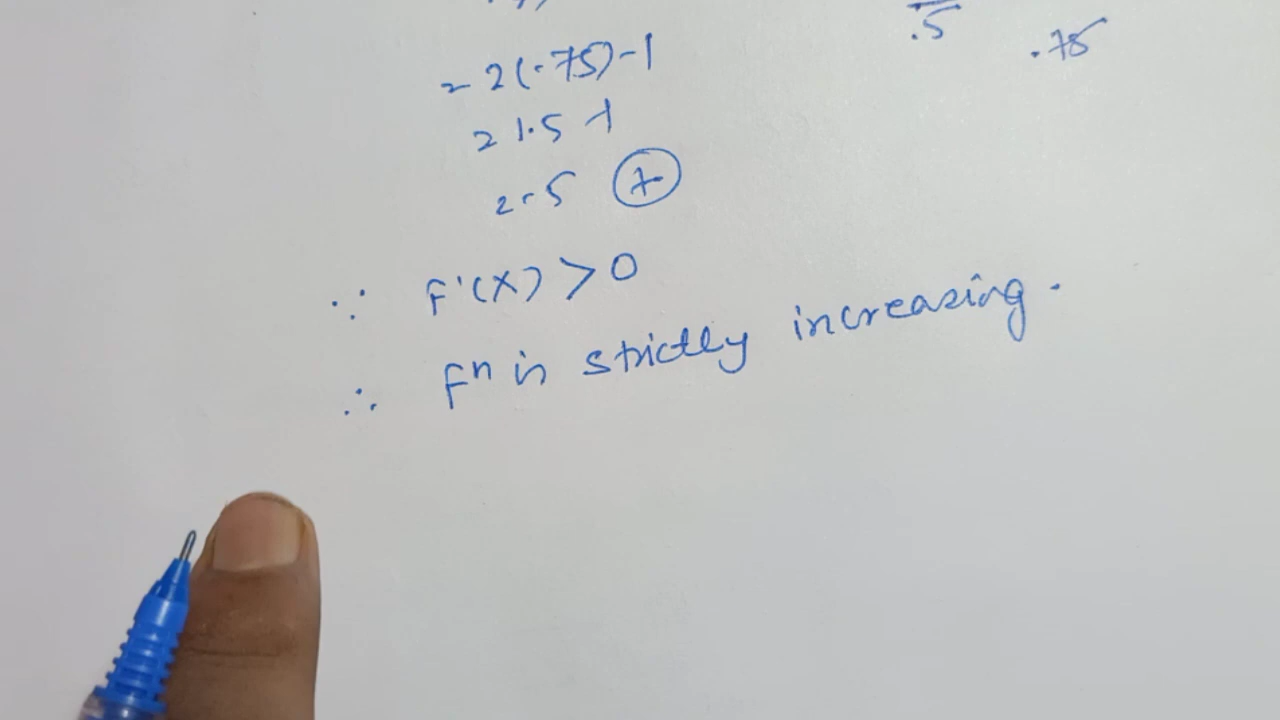 .5 .75
= 2(.75)-1
= 1.5 -1
= .5 +
∵ F'(x) > 0
∴ Fⁿ is strictly increasing.